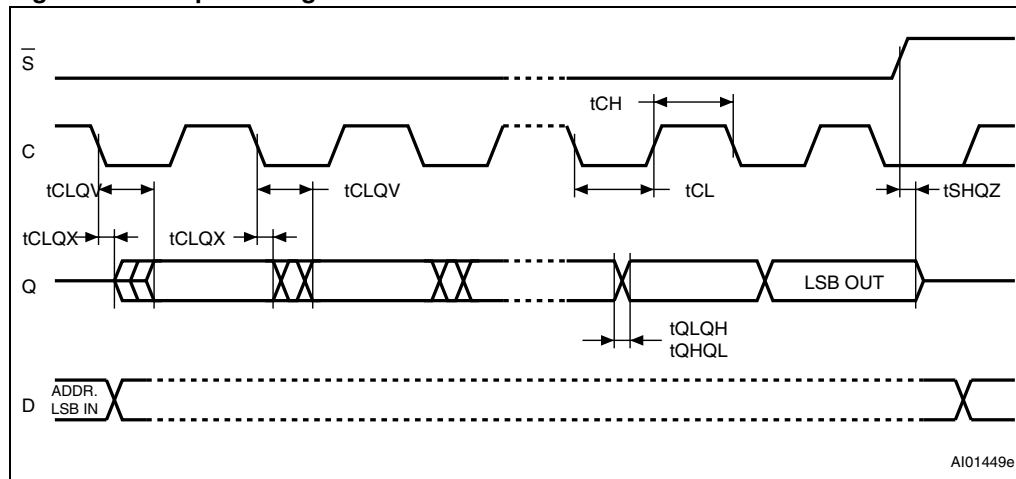 S
tCH
C
tCLQV
tCLQV
tCL
tSHQZ
tCLQX
tCLQX
Q
LSB OUT
tQLQH
tQHQL
D
ADDR.
LSB IN
AI01449e